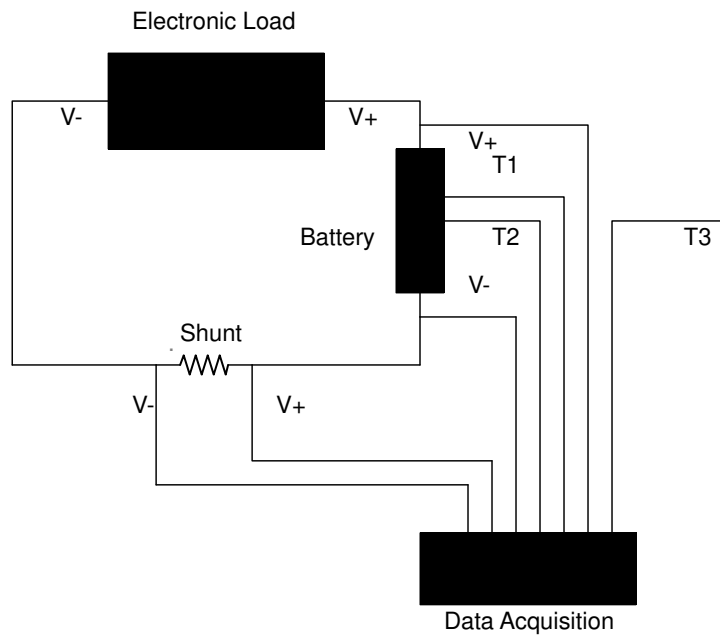 Electronic Load
V-
V+
V+
T1
Battery
T2
T3
V-
Shunt
V-
V+
Data Acquisition